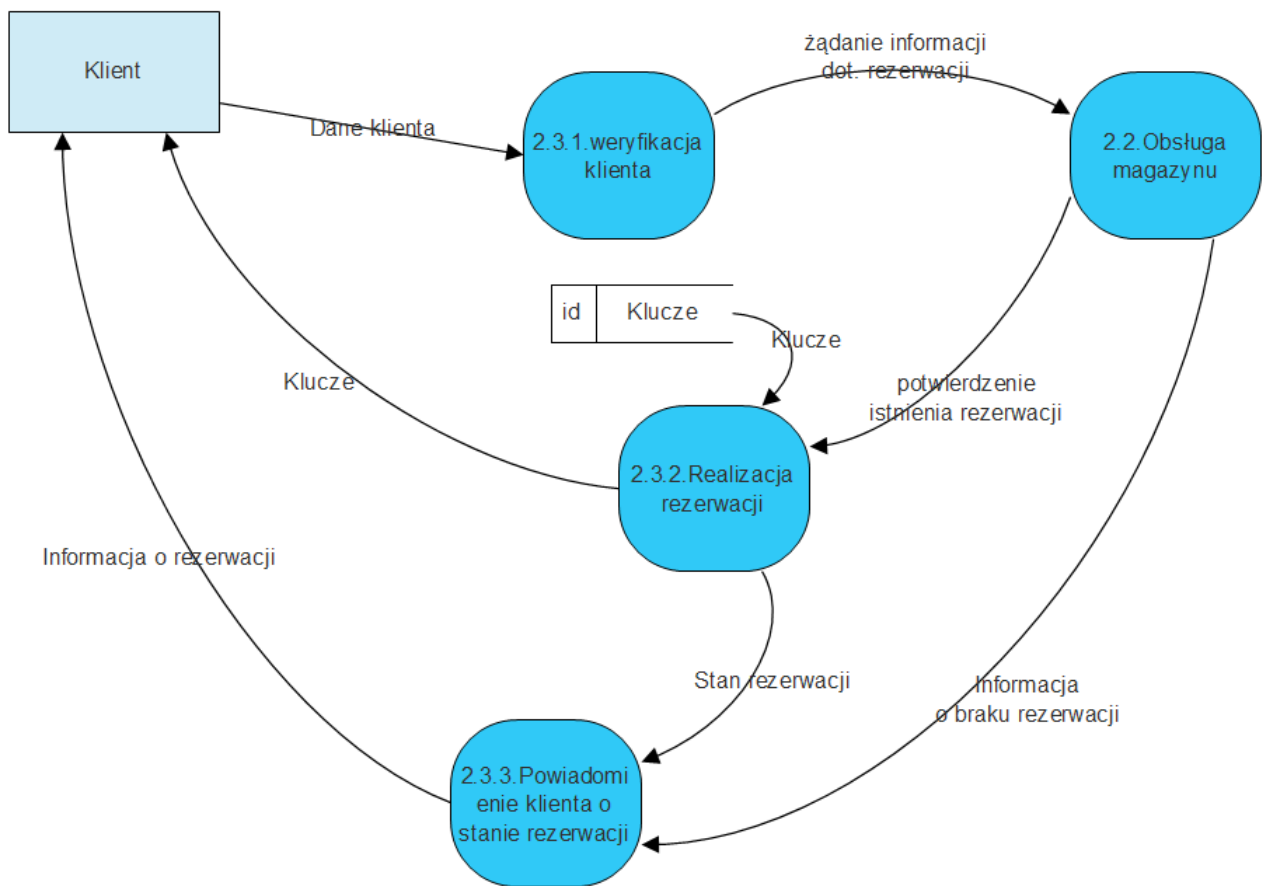 Klient
żądanie informacji
dot. rezerwacji
Dane klienta
2.3.1.weryfikacja
klienta
2.2.Obsługa
magazynu
id
Klucze
Klucze
Klucze
potwierdzenie
istnienia rezerwacji
2.3.2.Realizacja
rezerwacji
Informacja o rezerwacji
Stan rezerwacji
Informacja
o braku rezerwacji
2.3.3.Powiadomi
enie klienta o
stanie rezerwacji